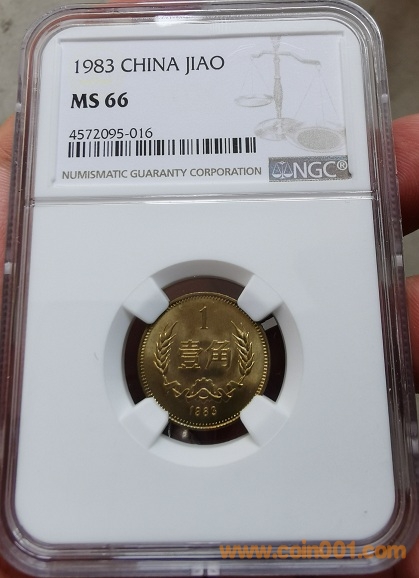 1983 CHINA JIAO
MS 66
4572095-016
NUMISMATIC GUARANTY CORPORATION
NGC®
1
壹角
1983
www.coin001.com